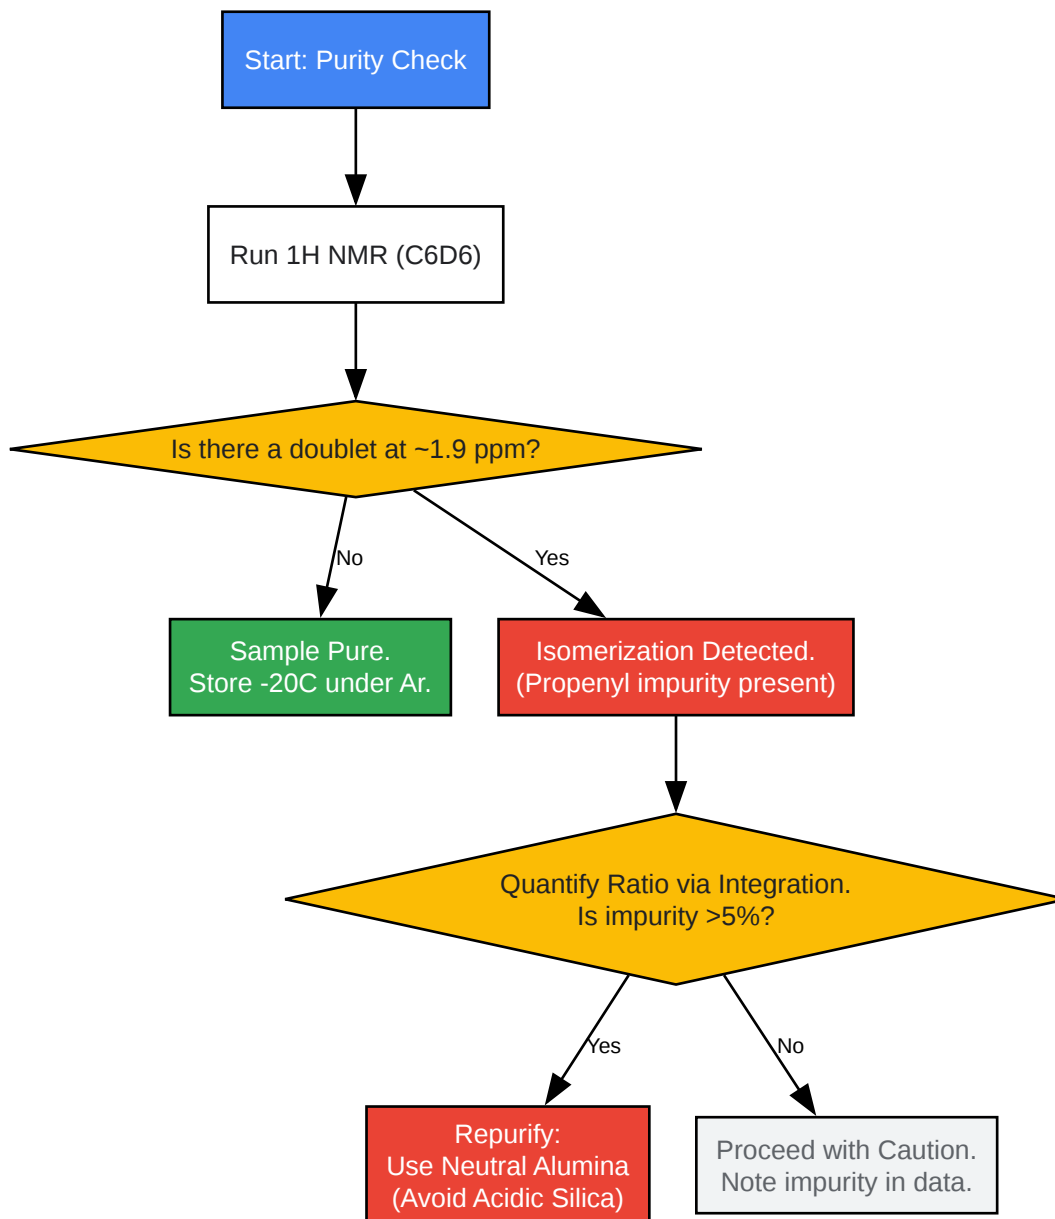 Start: Purity Check
Run 1H NMR (C6D6)
Is there a doublet at ~1.9 ppm?
No
Yes
Sample Pure.
Store -20C under Ar.
Isomerization Detected.
(Propenyl impurity present)
Quantify Ratio via Integration.
Is impurity >5%?
Yes
No
Repurify:
Use Neutral Alumina
(Avoid Acidic Silica)
Proceed with Caution.
Note impurity in data.